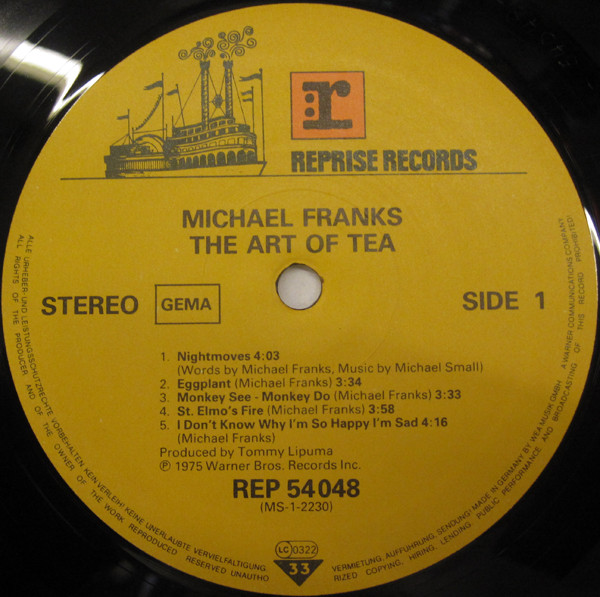 r
REPRISE RECORDS
MICHAEL FRANKS
THE ART OF TEA
STEREO GEMA SIDE 1
1. Nightmoves 4:03
(Words by Michael Franks, Music by Michael Small)
2. Eggplant (Michael Franks) 3:34
3. Monkey See - Monkey Do (Michael Franks) 3:33
4. St. Elmo's Fire (Michael Franks) 3:58
5. I Don't Know Why I'm So Happy I'm Sad 4:16
(Michael Franks)
Produced by Tommy Lipuma
℗ 1975 Warner Bros. Records Inc.
REP 54 048
(MS-1-2230)
LC 0322
33
ALLE URHEBER- UND LEISTUNGSSCHUTZRECHTE VORBEHALTEN. KEIN VERLEIH! KEINE UNERLAUBTE VERVIELFÄLTIGUNG, VERMIETUNG, AUFFÜHRUNG, SENDUNG! MADE IN GERMANY BY WEA MUSIK GMBH. A WARNER COMMUNICATIONS COMPANY
ALL RIGHTS OF THE PRODUCER AND OF THE OWNER OF THE WORK REPRODUCED RESERVED UNAUTHORIZED COPYING, HIRING, LENDING, PUBLIC PERFORMANCE AND BROADCASTING OF THIS RECORD PROHIBITED!